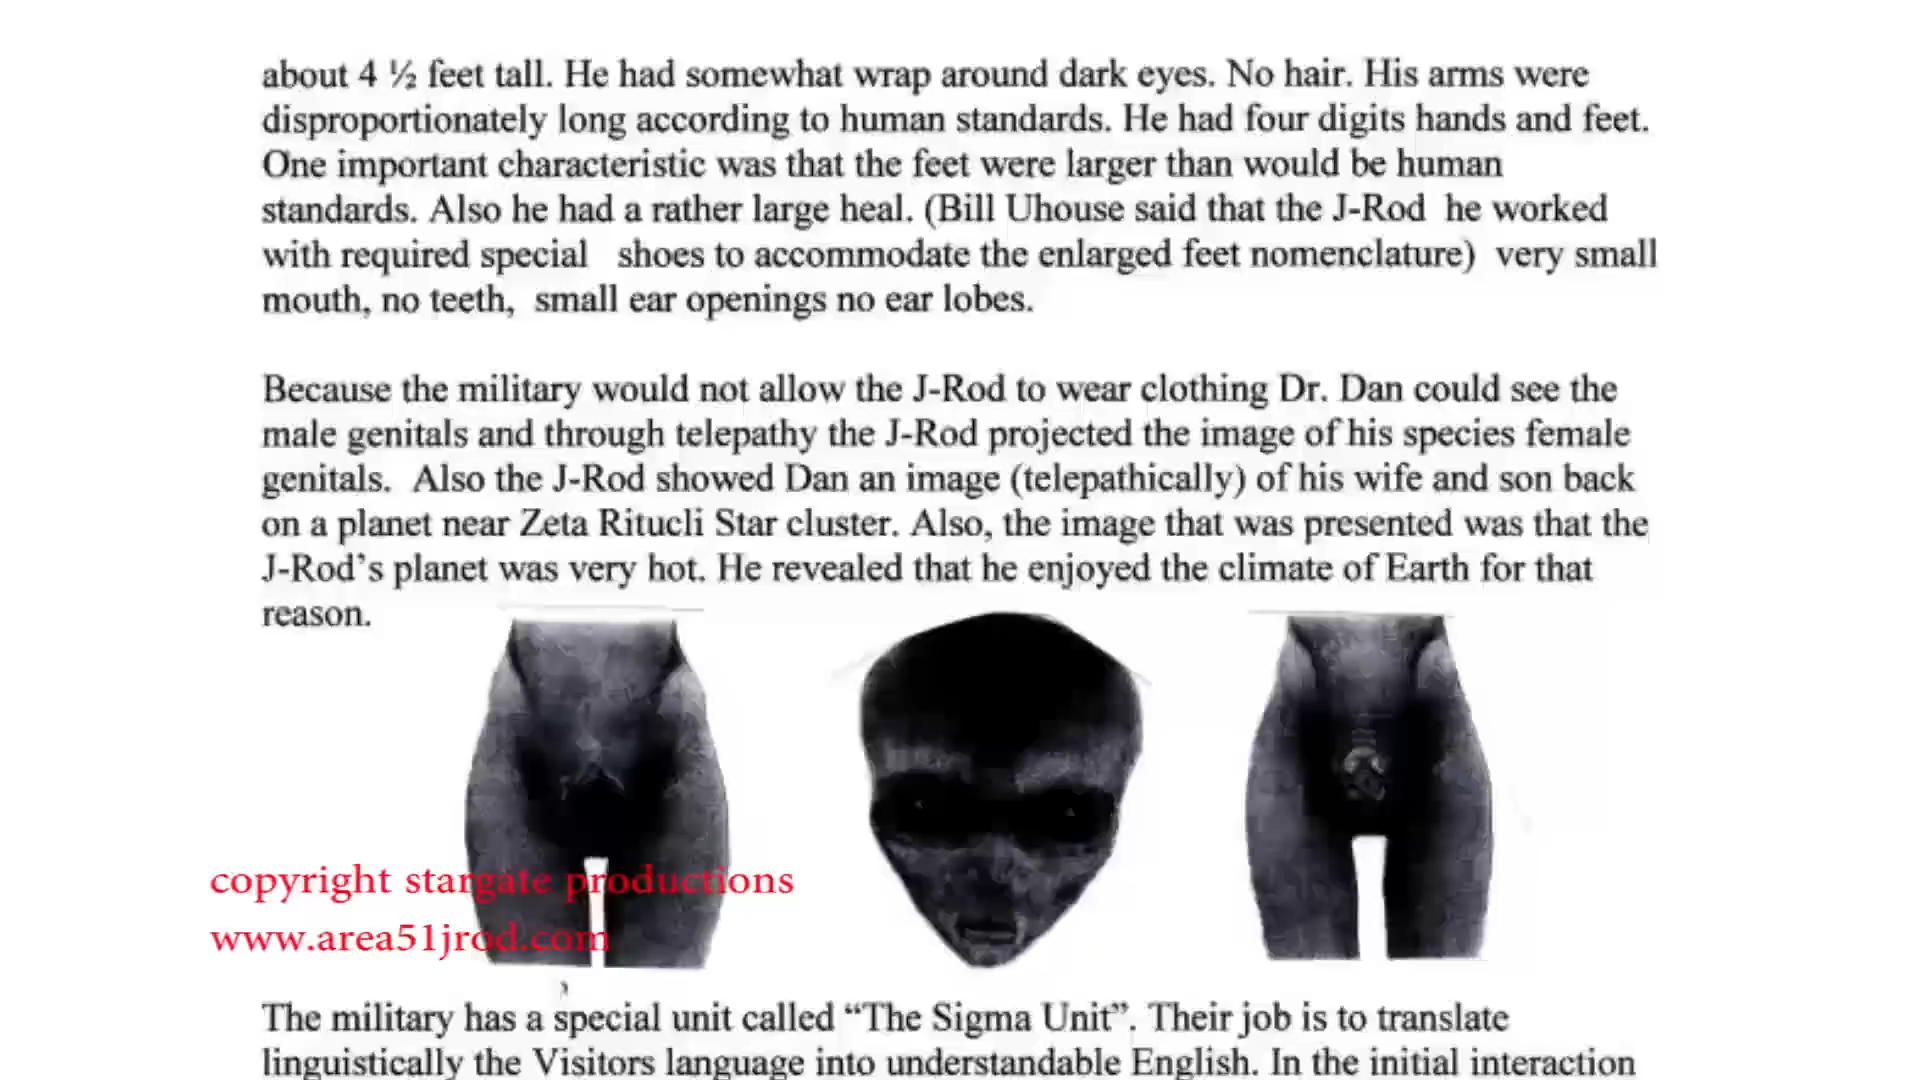 about 4 ½ feet tall. He had somewhat wrap around dark eyes. No hair. His arms were
disproportionately long according to human standards. He had four digits hands and feet.
One important characteristic was that the feet were larger than would be human
standards. Also he had a rather large heal. (Bill Uhouse said that the J-Rod he worked
with required special shoes to accommodate the enlarged feet nomenclature) very small
mouth, no teeth, small ear openings no ear lobes.
Because the military would not allow the J-Rod to wear clothing Dr. Dan could see the
male genitals and through telepathy the J-Rod projected the image of his species female
genitals. Also the J-Rod showed Dan an image (telepathically) of his wife and son back
on a planet near Zeta Ritucli Star cluster. Also, the image that was presented was that the
J-Rod's planet was very hot. He revealed that he enjoyed the climate of Earth for that
reason.
copyright stargate productions
www.area51jrod.com
The military has a special unit called “The Sigma Unit”. Their job is to translate
linguistically the Visitors language into understandable English. In the initial interaction